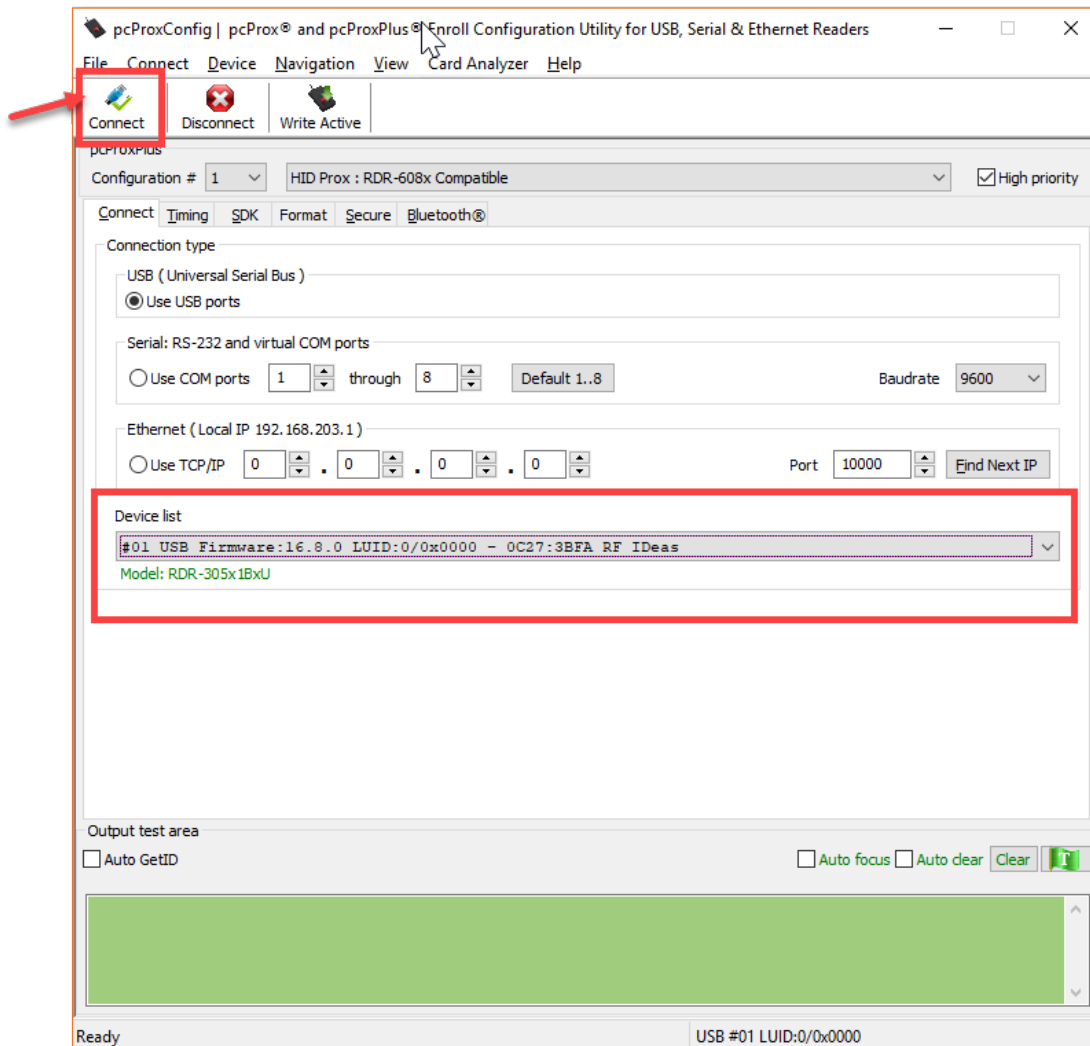 pcProxConfig | pcProx® and pcProxPlus® Enroll Configuration Utility for USB, Serial & Ethernet Readers
File Connect Device Navigation View Card Analyzer Help
Connect Disconnect Write Active
pcProxPlus
Configuration # 1 HID Prox : RDR-608x Compatible High priority
Connect Timing SDK Format Secure Bluetooth®
Connection type
USB ( Universal Serial Bus )
Use USB ports
Serial: RS-232 and virtual COM ports
Use COM ports 1 through 8 Default 1..8 Baudrate 9600
Ethernet ( Local IP 192.168.203.1 )
Use TCP/IP 0 . 0 . 0 . 0 Port 10000 Find Next IP
Device list
#01 USB Firmware:16.8.0 LUID:0/0x0000 - 0C27:3BFA RF IDeas
Model: RDR-305x1BxU
Output test area
Auto GetID Auto focus Auto clear Clear T
Ready USB #01 LUID:0/0x0000